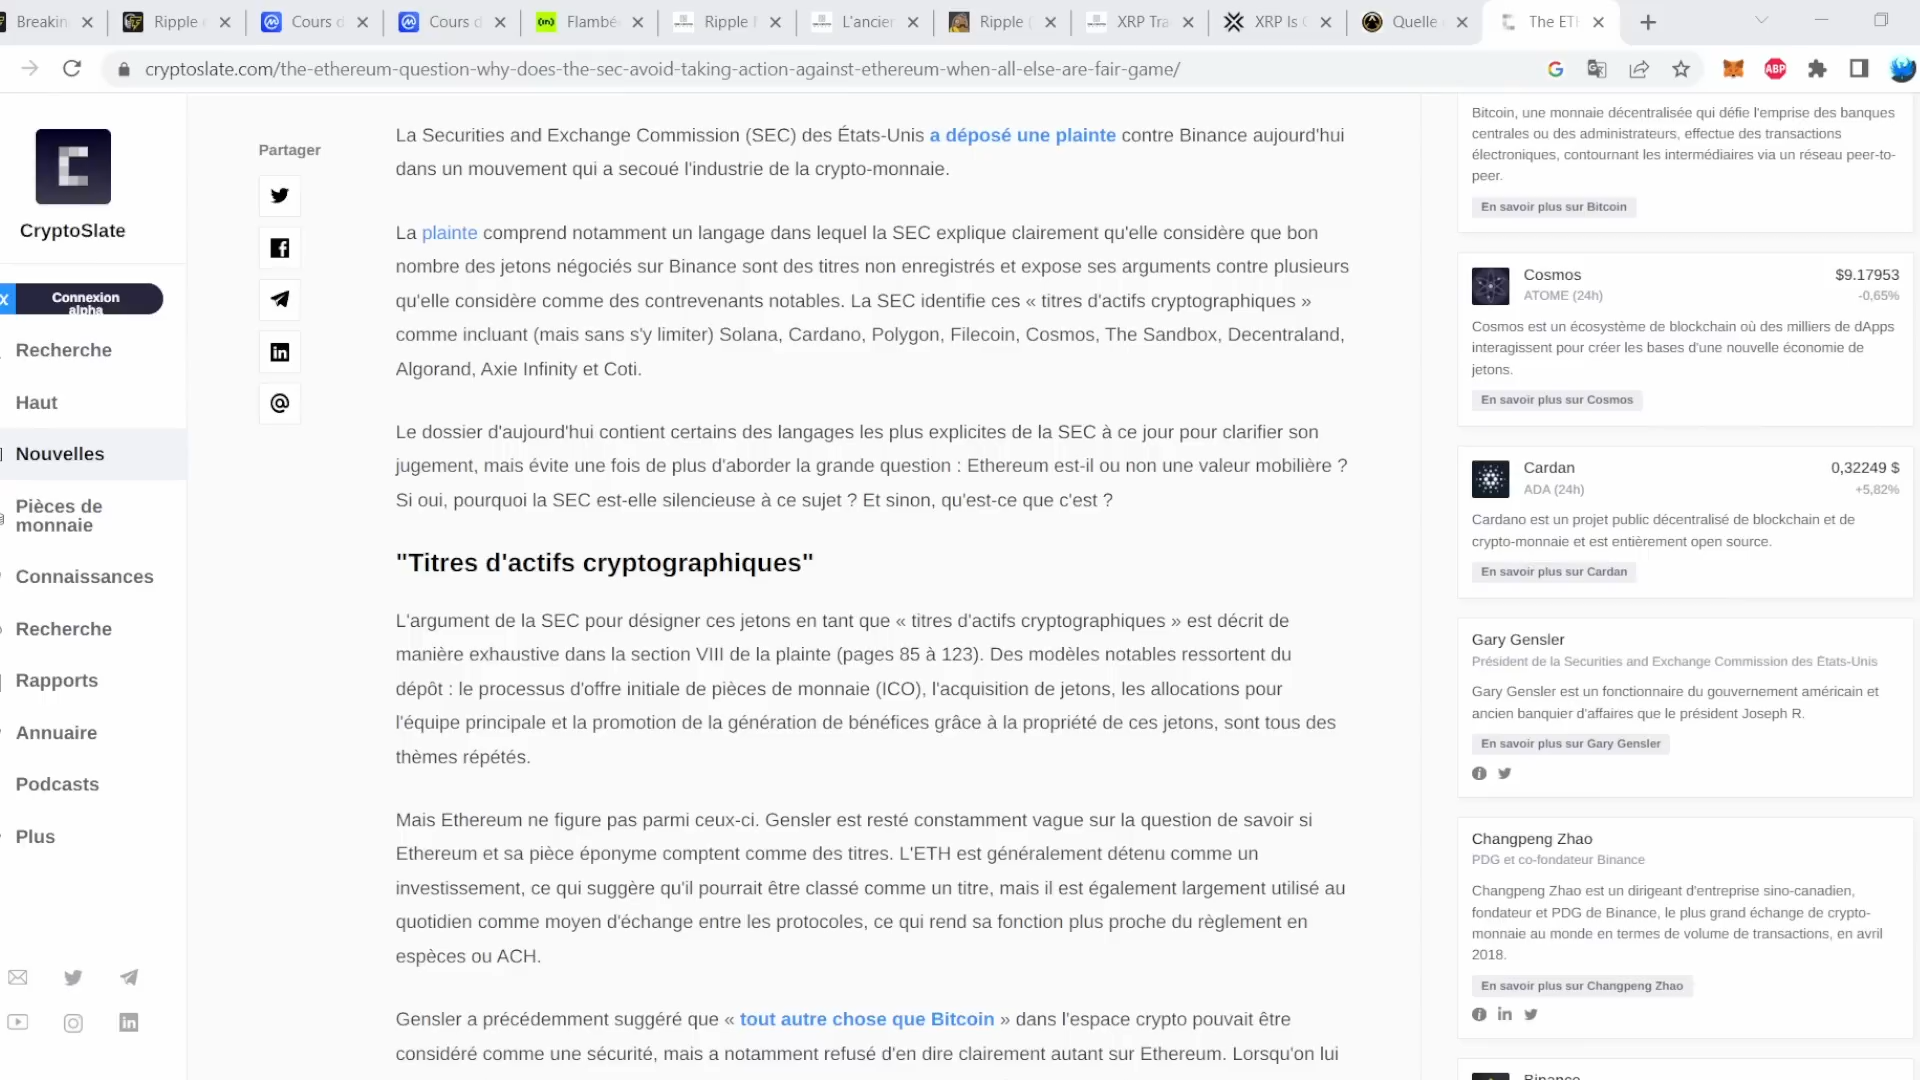 Breakin
Ripple
Cours d
Cours d
Flambé
Ripple
L'ancien
Ripple
XRP Tra
XRP Is
Quelle
The ET
cryptoslate.com/the-ethereum-question-why-does-the-sec-avoid-taking-action-against-ethereum-when-all-else-are-fair-game/
ABP
CryptoSlate
X
Connexion
alpha
Recherche
Haut
Nouvelles
Pièces de
monnaie
Connaissances
Recherche
Rapports
Annuaire
Podcasts
Plus
Partager
La Securities and Exchange Commission (SEC) des États-Unis a déposé une plainte contre Binance aujourd'hui
dans un mouvement qui a secoué l'industrie de la crypto-monnaie.
La plainte comprend notamment un langage dans lequel la SEC explique clairement qu'elle considère que bon
nombre des jetons négociés sur Binance sont des titres non enregistrés et expose ses arguments contre plusieurs
qu'elle considère comme des contrevenants notables. La SEC identifie ces « titres d'actifs cryptographiques »
comme incluant (mais sans s'y limiter) Solana, Cardano, Polygon, Filecoin, Cosmos, The Sandbox, Decentraland,
Algorand, Axie Infinity et Coti.
Le dossier d'aujourd'hui contient certains des langages les plus explicites de la SEC à ce jour pour clarifier son
jugement, mais évite une fois de plus d'aborder la grande question : Ethereum est-il ou non une valeur mobilière ?
Si oui, pourquoi la SEC est-elle silencieuse à ce sujet ? Et sinon, qu'est-ce que c'est ?
"Titres d'actifs cryptographiques"
L'argument de la SEC pour désigner ces jetons en tant que « titres d'actifs cryptographiques » est décrit de
manière exhaustive dans la section VIII de la plainte (pages 85 à 123). Des modèles notables ressortent du
dépôt : le processus d'offre initiale de pièces de monnaie (ICO), l'acquisition de jetons, les allocations pour
l'équipe principale et la promotion de la génération de bénéfices grâce à la propriété de ces jetons, sont tous des
thèmes répétés.
Mais Ethereum ne figure pas parmi ceux-ci. Gensler est resté constamment vague sur la question de savoir si
Ethereum et sa pièce éponyme comptent comme des titres. L'ETH est généralement détenu comme un
investissement, ce qui suggère qu'il pourrait être classé comme un titre, mais il est également largement utilisé au
quotidien comme moyen d'échange entre les protocoles, ce qui rend sa fonction plus proche du règlement en
espèces ou ACH.
Gensler a précédemment suggéré que « tout autre chose que Bitcoin » dans l'espace crypto pouvait être
considéré comme une sécurité, mais a notamment refusé d'en dire clairement autant sur Ethereum. Lorsqu'on lui
Bitcoin, une monnaie décentralisée qui défie l'emprise des banques
centrales ou des administrateurs, effectue des transactions
électroniques, contournant les intermédiaires via un réseau peer-to-
peer.
En savoir plus sur Bitcoin
Cosmos
$9.17953
ATOME (24h)
-0,65%
Cosmos est un écosystème de blockchain où des milliers de dApps
interagissent pour créer les bases d'une nouvelle économie de
jetons.
En savoir plus sur Cosmos
Cardan
0,32249 $
ADA (24h)
+5,82%
Cardano est un projet public décentralisé de blockchain et de
crypto-monnaie et est entièrement open source.
En savoir plus sur Cardan
Gary Gensler
Président de la Securities and Exchange Commission des États-Unis
Gary Gensler est un fonctionnaire du gouvernement américain et
ancien banquier d'affaires que le président Joseph R.
En savoir plus sur Gary Gensler
Changpeng Zhao
PDG et co-fondateur Binance
Changpeng Zhao est un dirigeant d'entreprise sino-canadien,
fondateur et PDG de Binance, le plus grand échange de crypto-
monnaie au monde en termes de volume de transactions, en avril
2018.
En savoir plus sur Changpeng Zhao
Binance